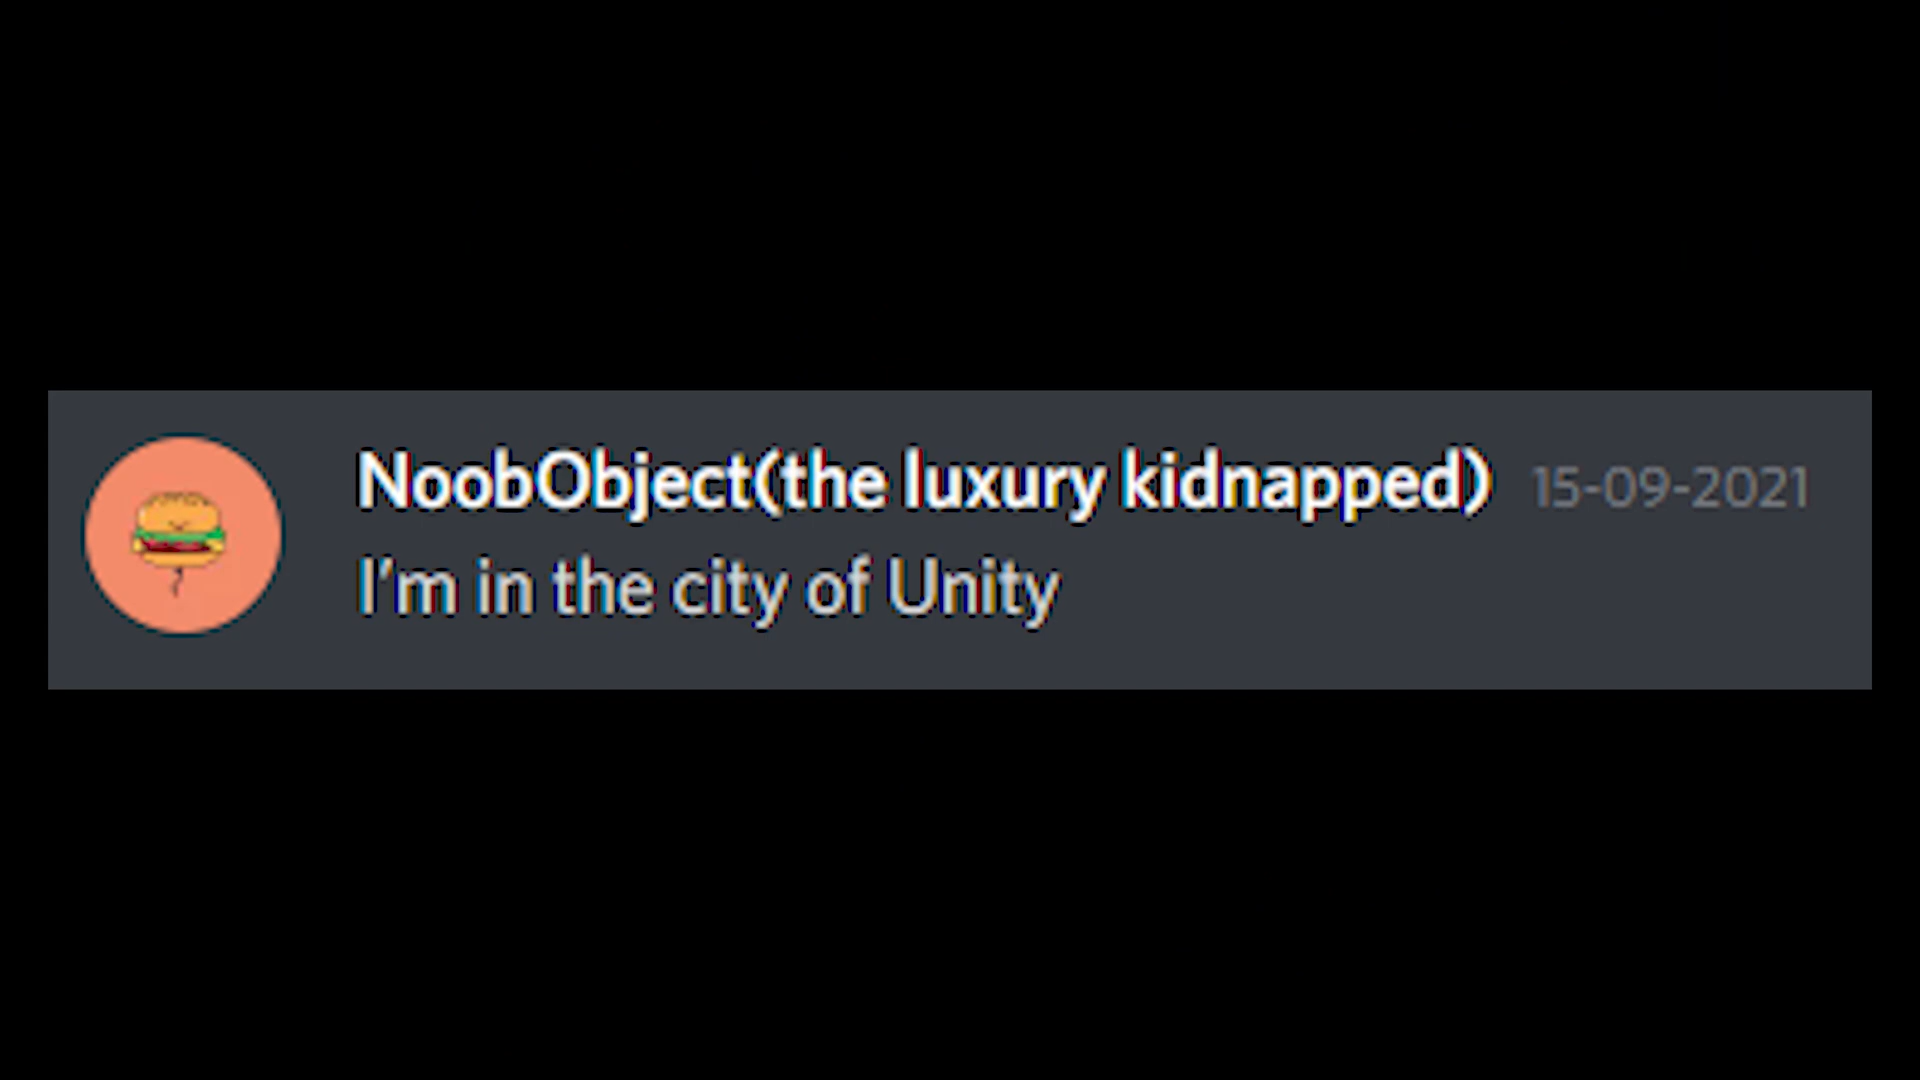 NoobObject(the luxury kidnapped) 15-09-2021
I'm in the city of Unity